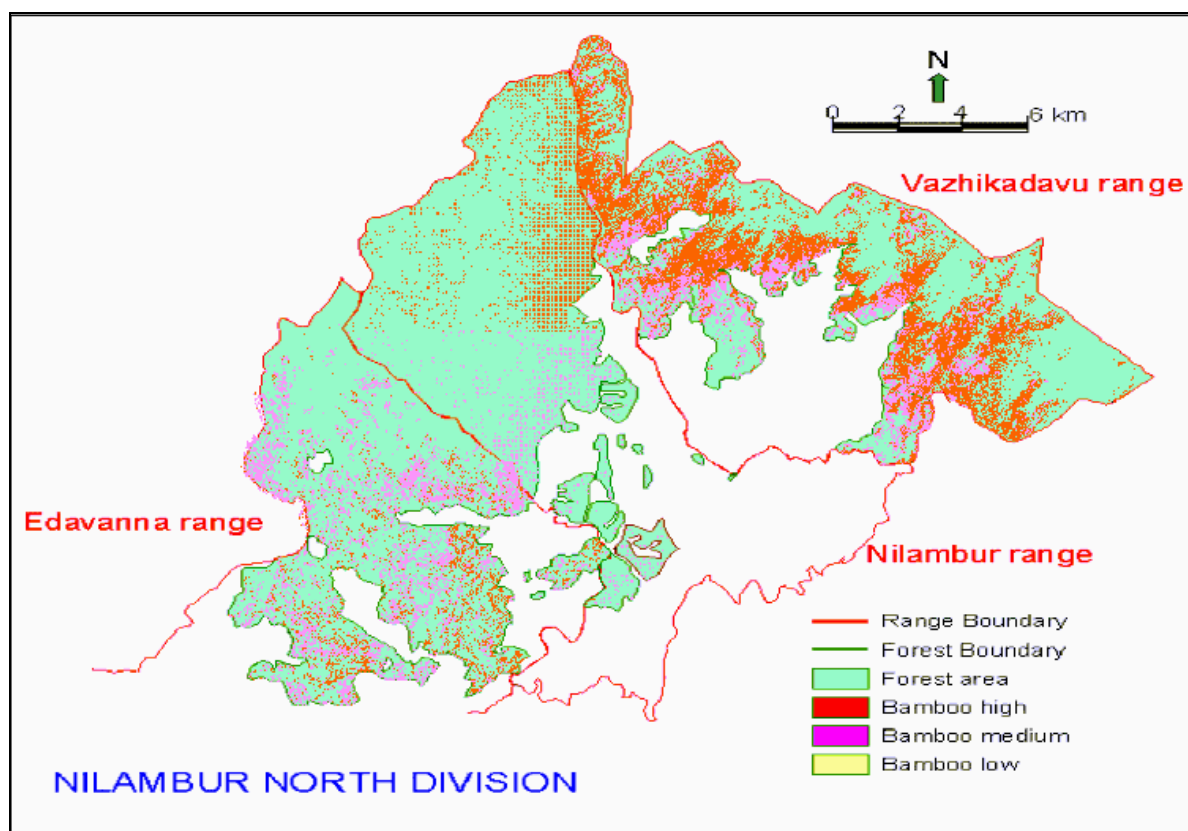 N
0 2 4 6 km
Vazhikadavu range
Edavanna range
Nilambur range
Range Boundary
Forest Boundary
Forest area
Bamboo high
Bamboo medium
Bamboo low
NILAMBUR NORTH DIVISION